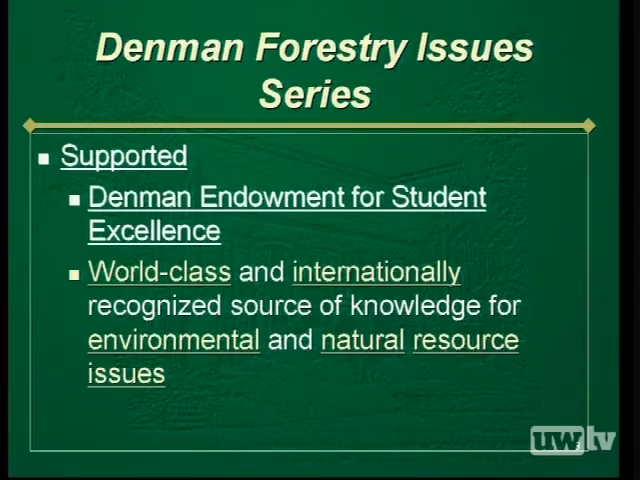 Denman Forestry Issues
Series
Supported
Denman Endowment for Student
Excellence
World-class and internationally
recognized source of knowledge for
environmental and natural resource
issues
uwtv